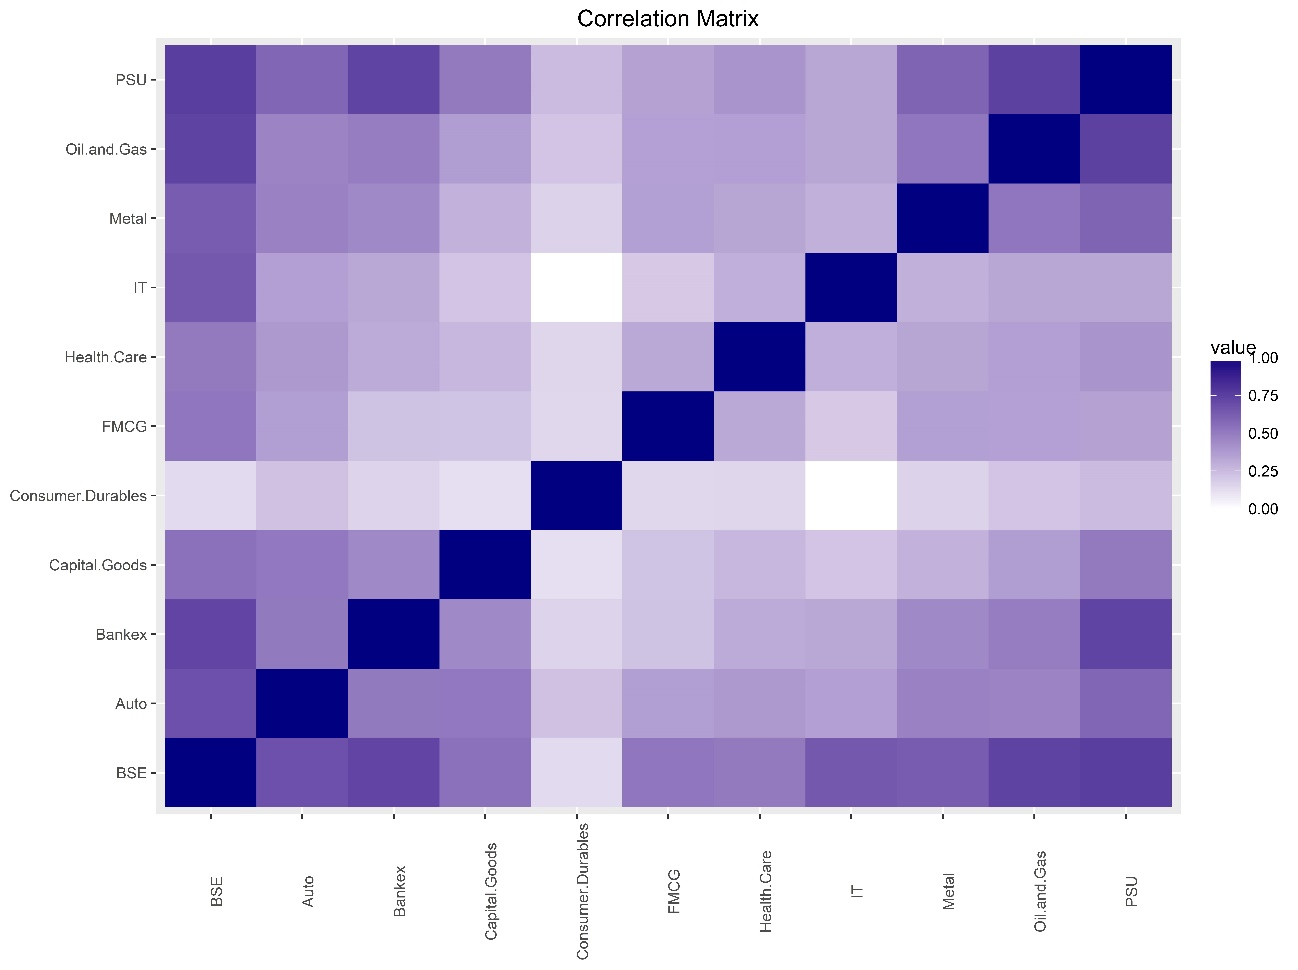 Correlation Matrix
PSU
Oil.and.Gas
Metal
IT
Health.Care
FMCG
Consumer.Durables
Capital.Goods
Bankex
Auto
BSE
BSE
Auto
Bankex
Capital.Goods
Consumer.Durables
FMCG
Health.Care
IT
Metal
Oil.and.Gas
PSU
value
1.00
0.75
0.50
0.25
0.00